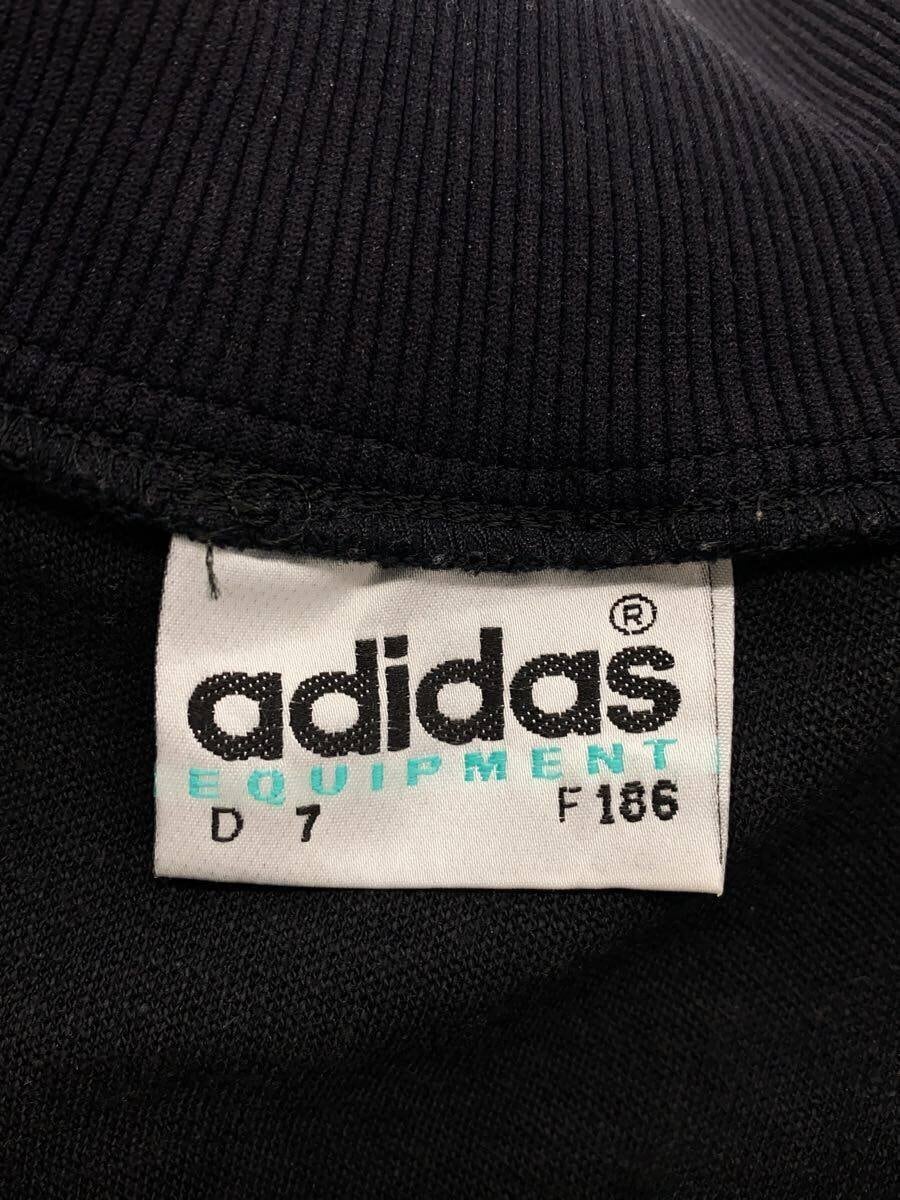 adidas®
EQUIPMENT
D 7 F 186